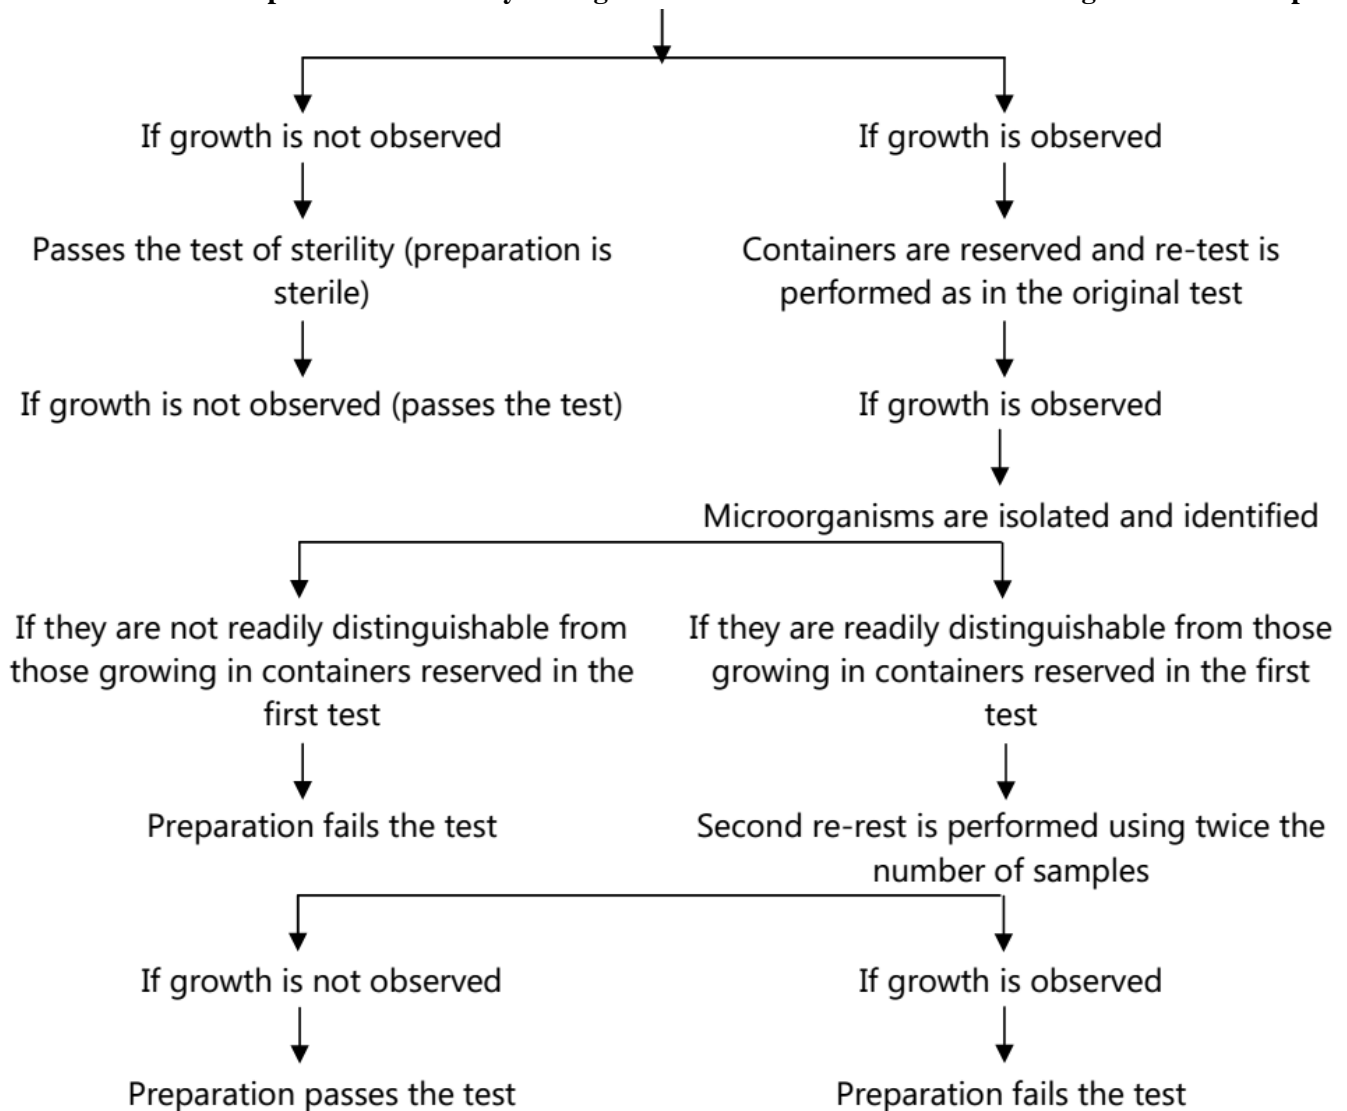 If growth is not observed
If growth is observed
Passes the test of sterility (preparation is
sterile)
Containers are reserved and re-test is
performed as in the original test
If growth is not observed (passes the test)
If growth is observed
Microorganisms are isolated and identified
If they are not readily distinguishable from
those growing in containers reserved in the
first test
If they are readily distinguishable from those
growing in containers reserved in the first
test
Preparation fails the test
Second re-rest is performed using twice the
number of samples
If growth is not observed
If growth is observed
Preparation passes the test
Preparation fails the test